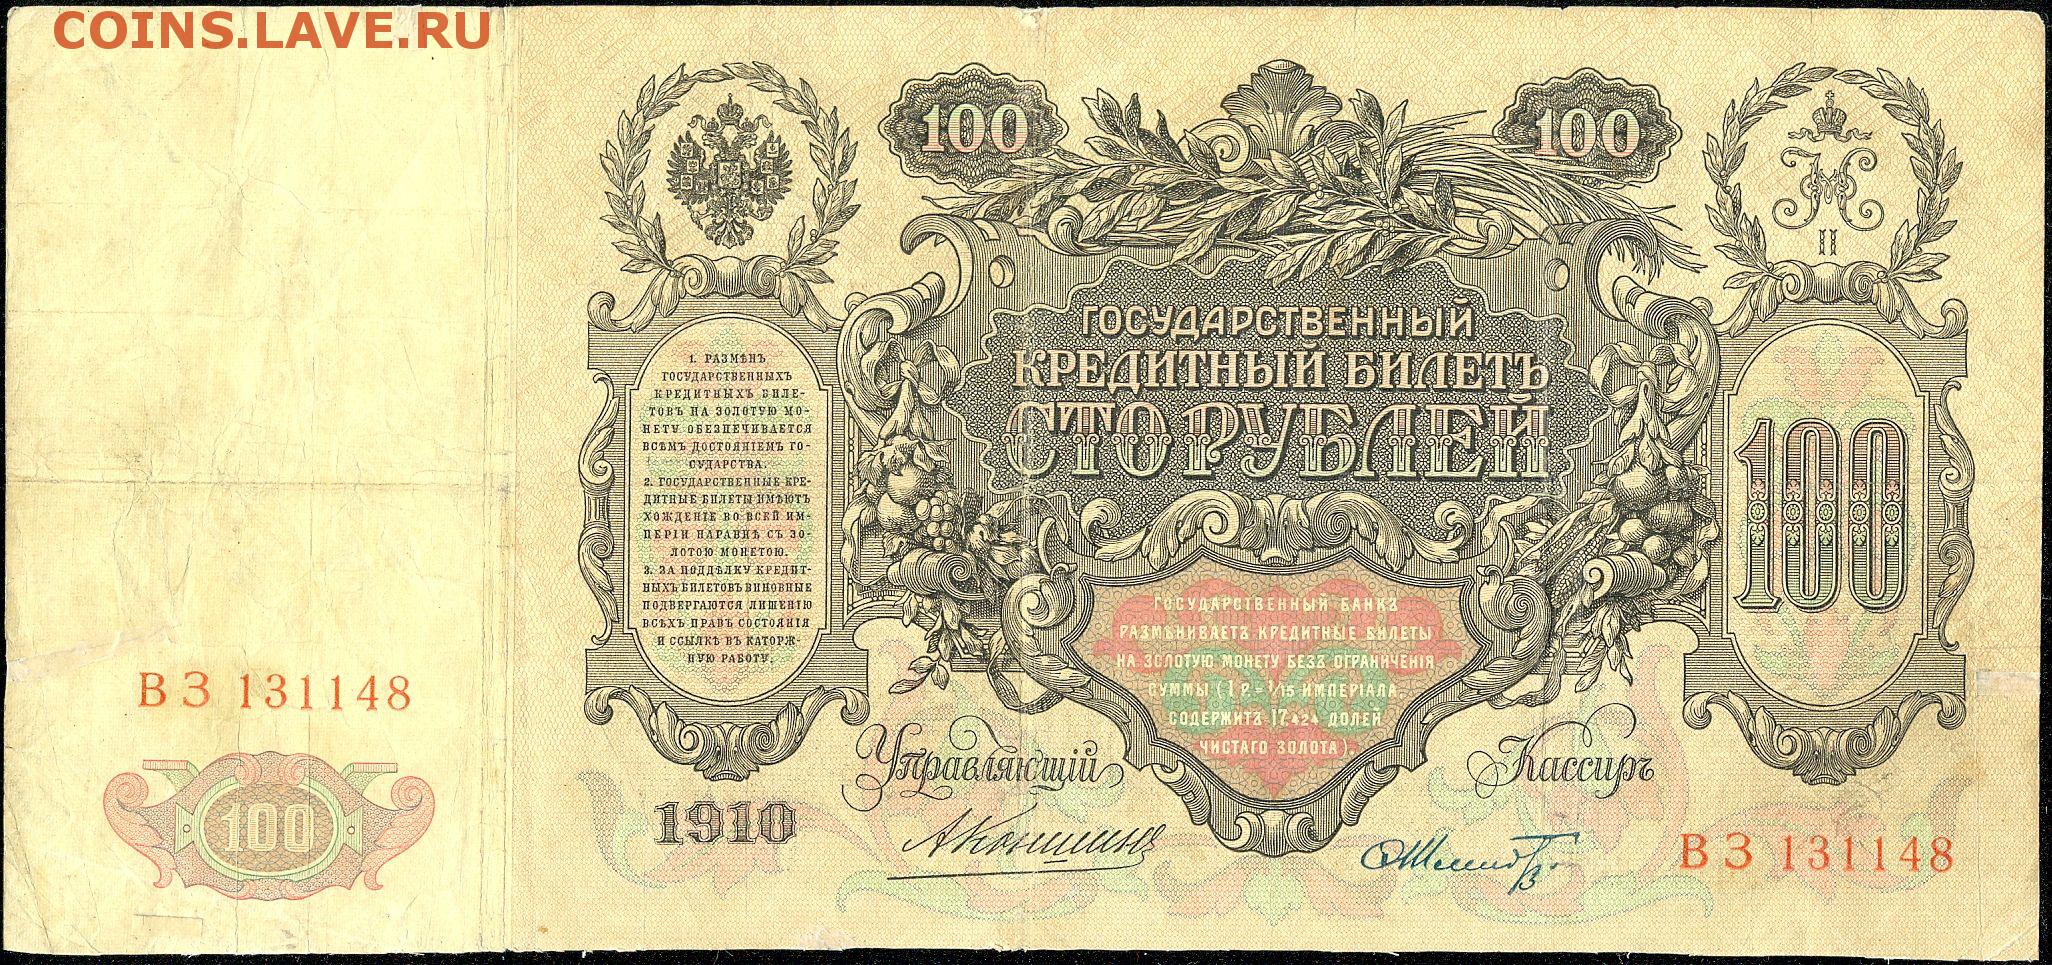 COINS.LAVE.RU
100
100
Н
II
ГОСУДАРСТВЕННЫЙ
КРЕДИТНЫЙ БИЛЕТЪ
СТО РУБЛЕЙ
1. РАЗМѢНЪ
ГОСУДАРСТВЕННЫХЪ
КРЕДИТНЫХЪ БИЛЕ-
ТОВЪ НА ЗОЛОТУЮ МО-
НЕТУ ОБЕЗПЕЧИВАЕТСЯ
ВСѢМЪ ДОСТОЯНІЕМЪ ГО-
СУДАРСТВА.
2. ГОСУДАРСТВЕННЫЕ КРЕ-
ДИТНЫЕ БИЛЕТЫ ИМѢЮТЪ
ХОЖДЕНІЕ ВО ВСЕЙ ИМ-
ПЕРІИ НАРАВНѢ СЪ ЗО-
ЛОТОЮ МОНЕТОЮ.
3. ЗА ПОДДѢЛКУ КРЕДИТ-
НЫХЪ БИЛЕТОВЪ ВИНОВНЫЕ
ПОДВЕРГАЮТСЯ ЛИШЕНІЮ
ВСѢХЪ ПРАВЪ СОСТОЯНІЯ
И ССЫЛКѢ ВЪ КАТОРЖ-
НУЮ РАБОТУ.
100
ГОСУДАРСТВЕННЫЙ БАНКЪ
РАЗМѢНИВАЕТЪ КРЕДИТНЫЕ БИЛЕТЫ
НА ЗОЛОТУЮ МОНЕТУ БЕЗЪ ОГРАНИЧЕНІЯ
СУММЫ (1 Р.= 1/15 ИМПЕРІАЛА,
СОДЕРЖИТЪ 17,424 ДОЛЕЙ
ЧИСТАГО ЗОЛОТА).
ВЗ 131148
100
1910
Управляющій
АКоншинъ
Кассиръ
ВЗ 131148